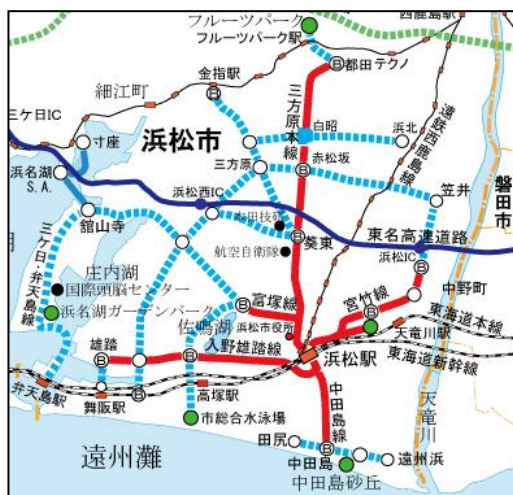 フルーツパーク
フルーツパーク駅
西鹿島駅
都田テクノ
金指駅
細江町
三ケ日IC
寸座
浜松市
三方原本線
白昭
浜北
遠鉄西鹿島線
三方原
赤松坂
浜名湖
S.A.
浜松西IC
笠井
磐田市
舘山寺
本田技研
葵東
東名高速道路
航空自衛隊
浜松IC
三ケ日・弁天島線
庄内湖
国際頭脳センター
浜名湖ガーデンパーク
佐鳴湖
富塚線
浜松市役所
宮竹線
中野町
東海道本線
天竜川駅
雄踏
入野雄踏線
浜松駅
東海道新幹線
弁天島駅
舞阪駅
高塚駅
中田島線
天竜川
市総合水泳場
遠州灘
田尻
中田島
遠州浜
中田島砂丘
B
B
B
B
B
B
B
B
B
B